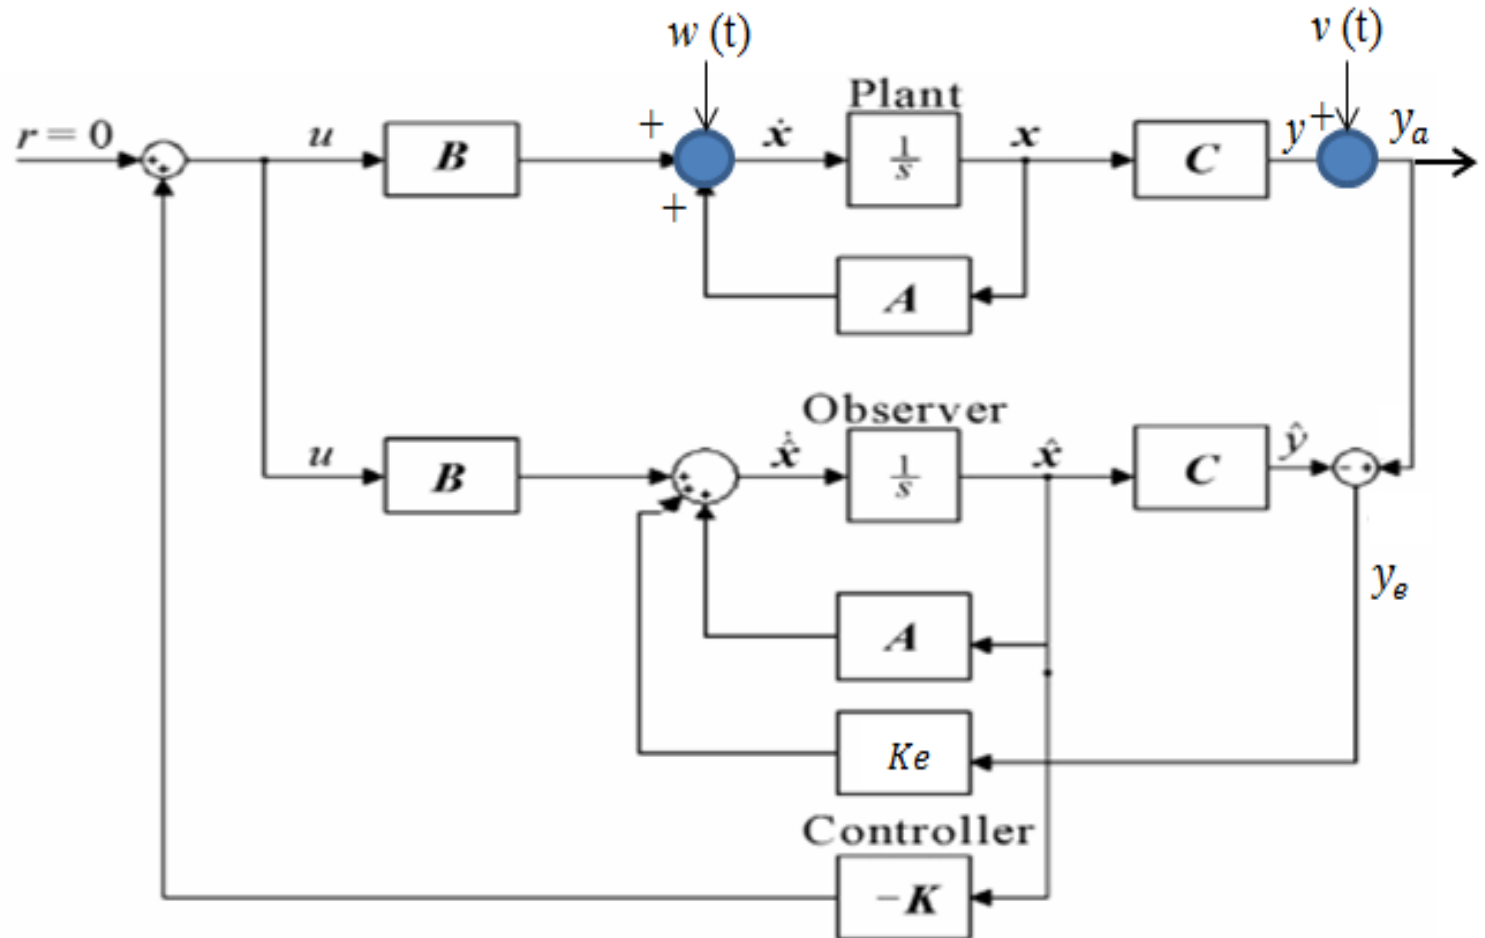 w (t)
v (t)
Plant
r = 0
u
B
+
+
ẋ
1/s
x
C
y
+
yₐ
A
Observer
u
B
x̂̇
1/s
x̂
C
ŷ
- +
yₑ
A
Ke
Controller
-K